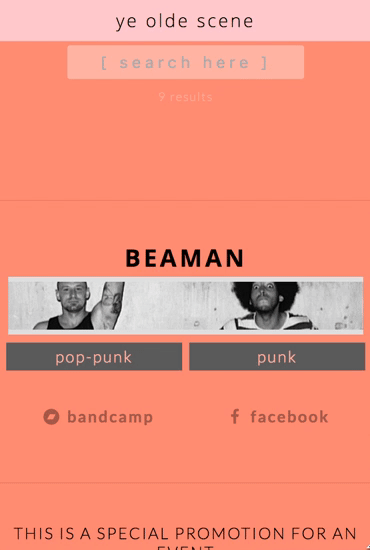 ye olde scene
[ search here ]
9 results
BEAMAN
pop-punk punk
bandcamp facebook
THIS IS A SPECIAL PROMOTION FOR AN
EVENT